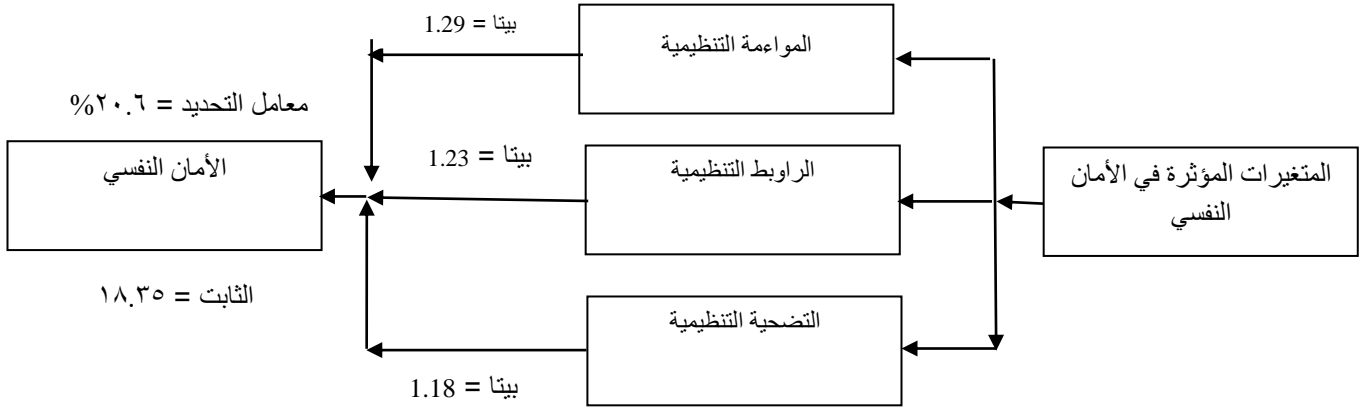 بيتا = 1.29
المواءمة التنظيمية
معامل التحديد = ٢٠.٦%
الأمان النفسي
بيتا = 1.23
الراوبط التنظيمية
المتغيرات المؤثرة في الأمان
النفسي
الثابت = ١٨.٣٥
التضحية التنظيمية
بيتا = 1.18